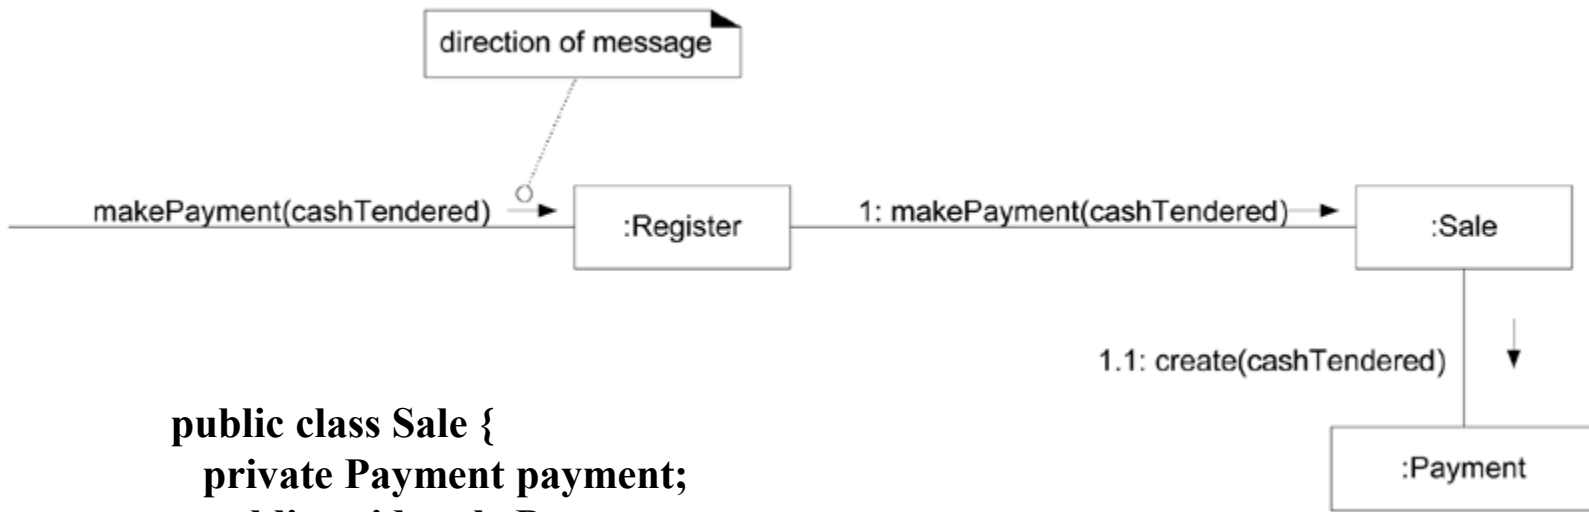 direction of message
makePayment(cashTendered)
:Register
1: makePayment(cashTendered)
:Sale
1.1: create(cashTendered)
:Payment
public class Sale {
private Payment payment;